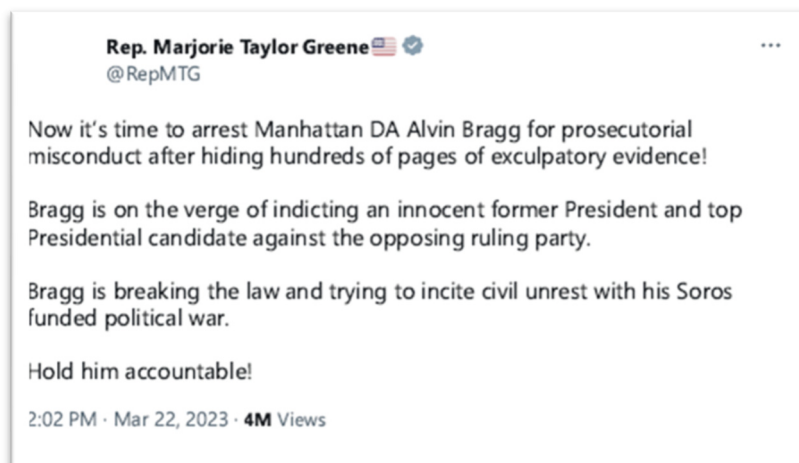 Rep. Marjorie Taylor Greene🇺🇸
@RepMTG
Now it's time to arrest Manhattan DA Alvin Bragg for prosecutorial
misconduct after hiding hundreds of pages of exculpatory evidence!
Bragg is on the verge of indicting an innocent former President and top
Presidential candidate against the opposing ruling party.
Bragg is breaking the law and trying to incite civil unrest with his Soros
funded political war.
Hold him accountable!
2:02 PM · Mar 22, 2023 · 4M Views